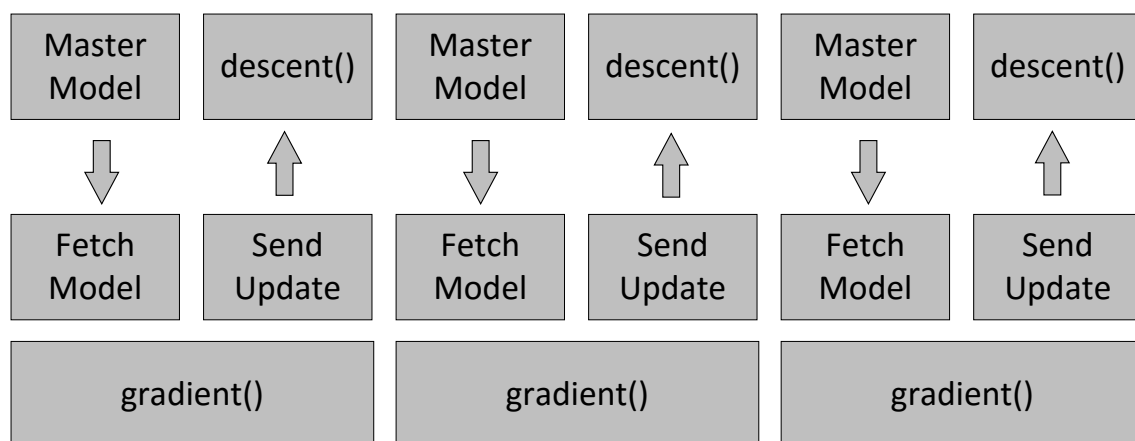 Master
Model
descent()
Master
Model
descent()
Master
Model
descent()
Fetch
Model
Send
Update
Fetch
Model
Send
Update
Fetch
Model
Send
Update
gradient()
gradient()
gradient()